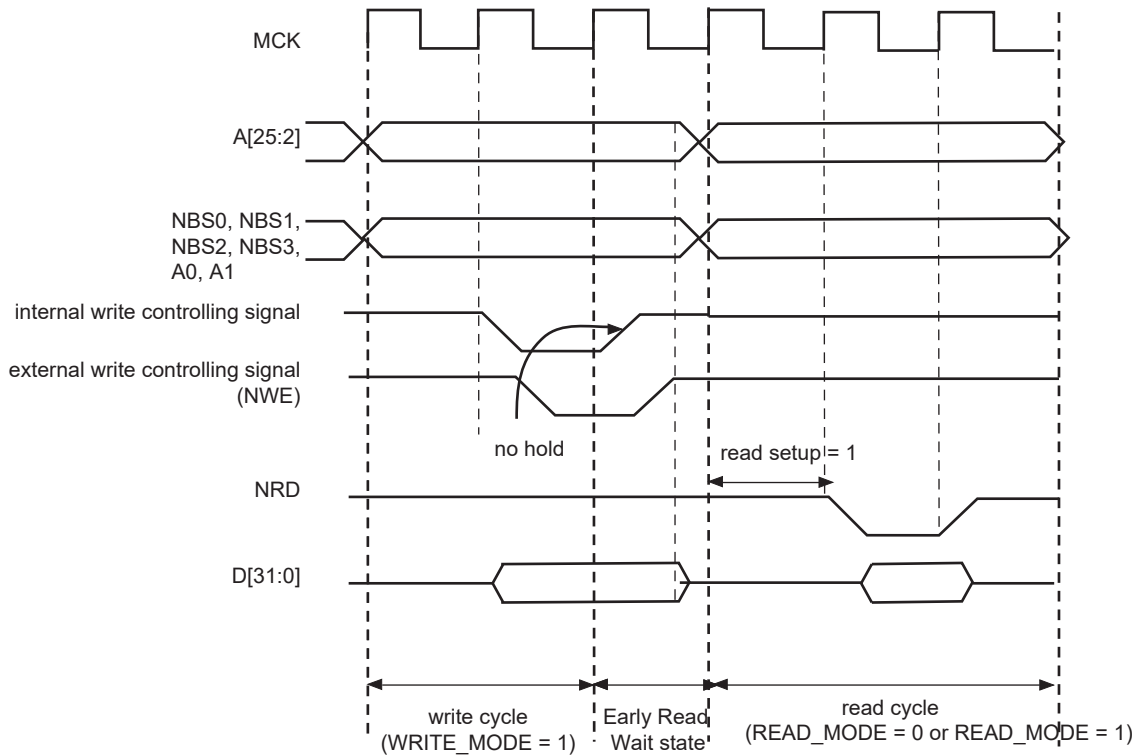 MCK
A[25:2]
NBS0, NBS1,
NBS2, NBS3,
A0, A1
internal write controlling signal
external write controlling signal
(NWE)
no hold
read setup = 1
NRD
D[31:0]
write cycle
(WRITE_MODE = 1)
Early Read
Wait state
read cycle
(READ_MODE = 0 or READ_MODE = 1)